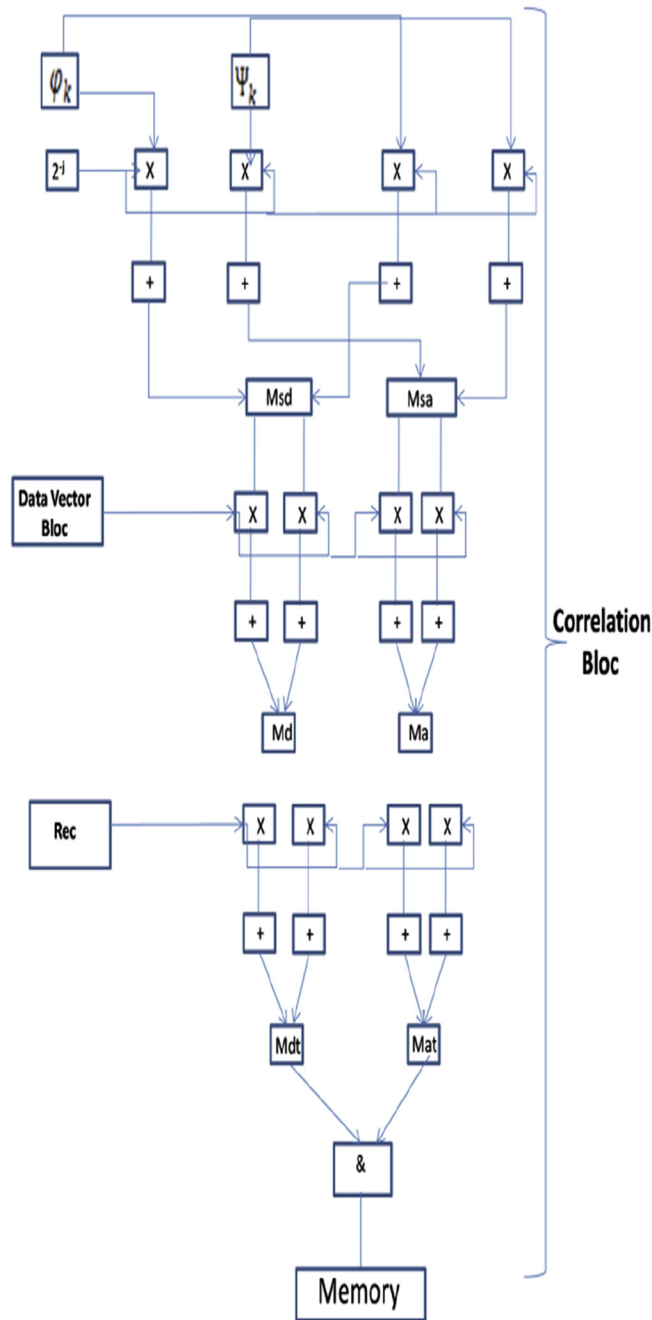 φk Ψk
2-j X X X X
+ + + +
Msd Msa
Data Vector
Bloc
X X X X
+ + + +
Correlation
Bloc
Md Ma
Rec
X X X X
+ + + +
Mdt Mat
&
Memory